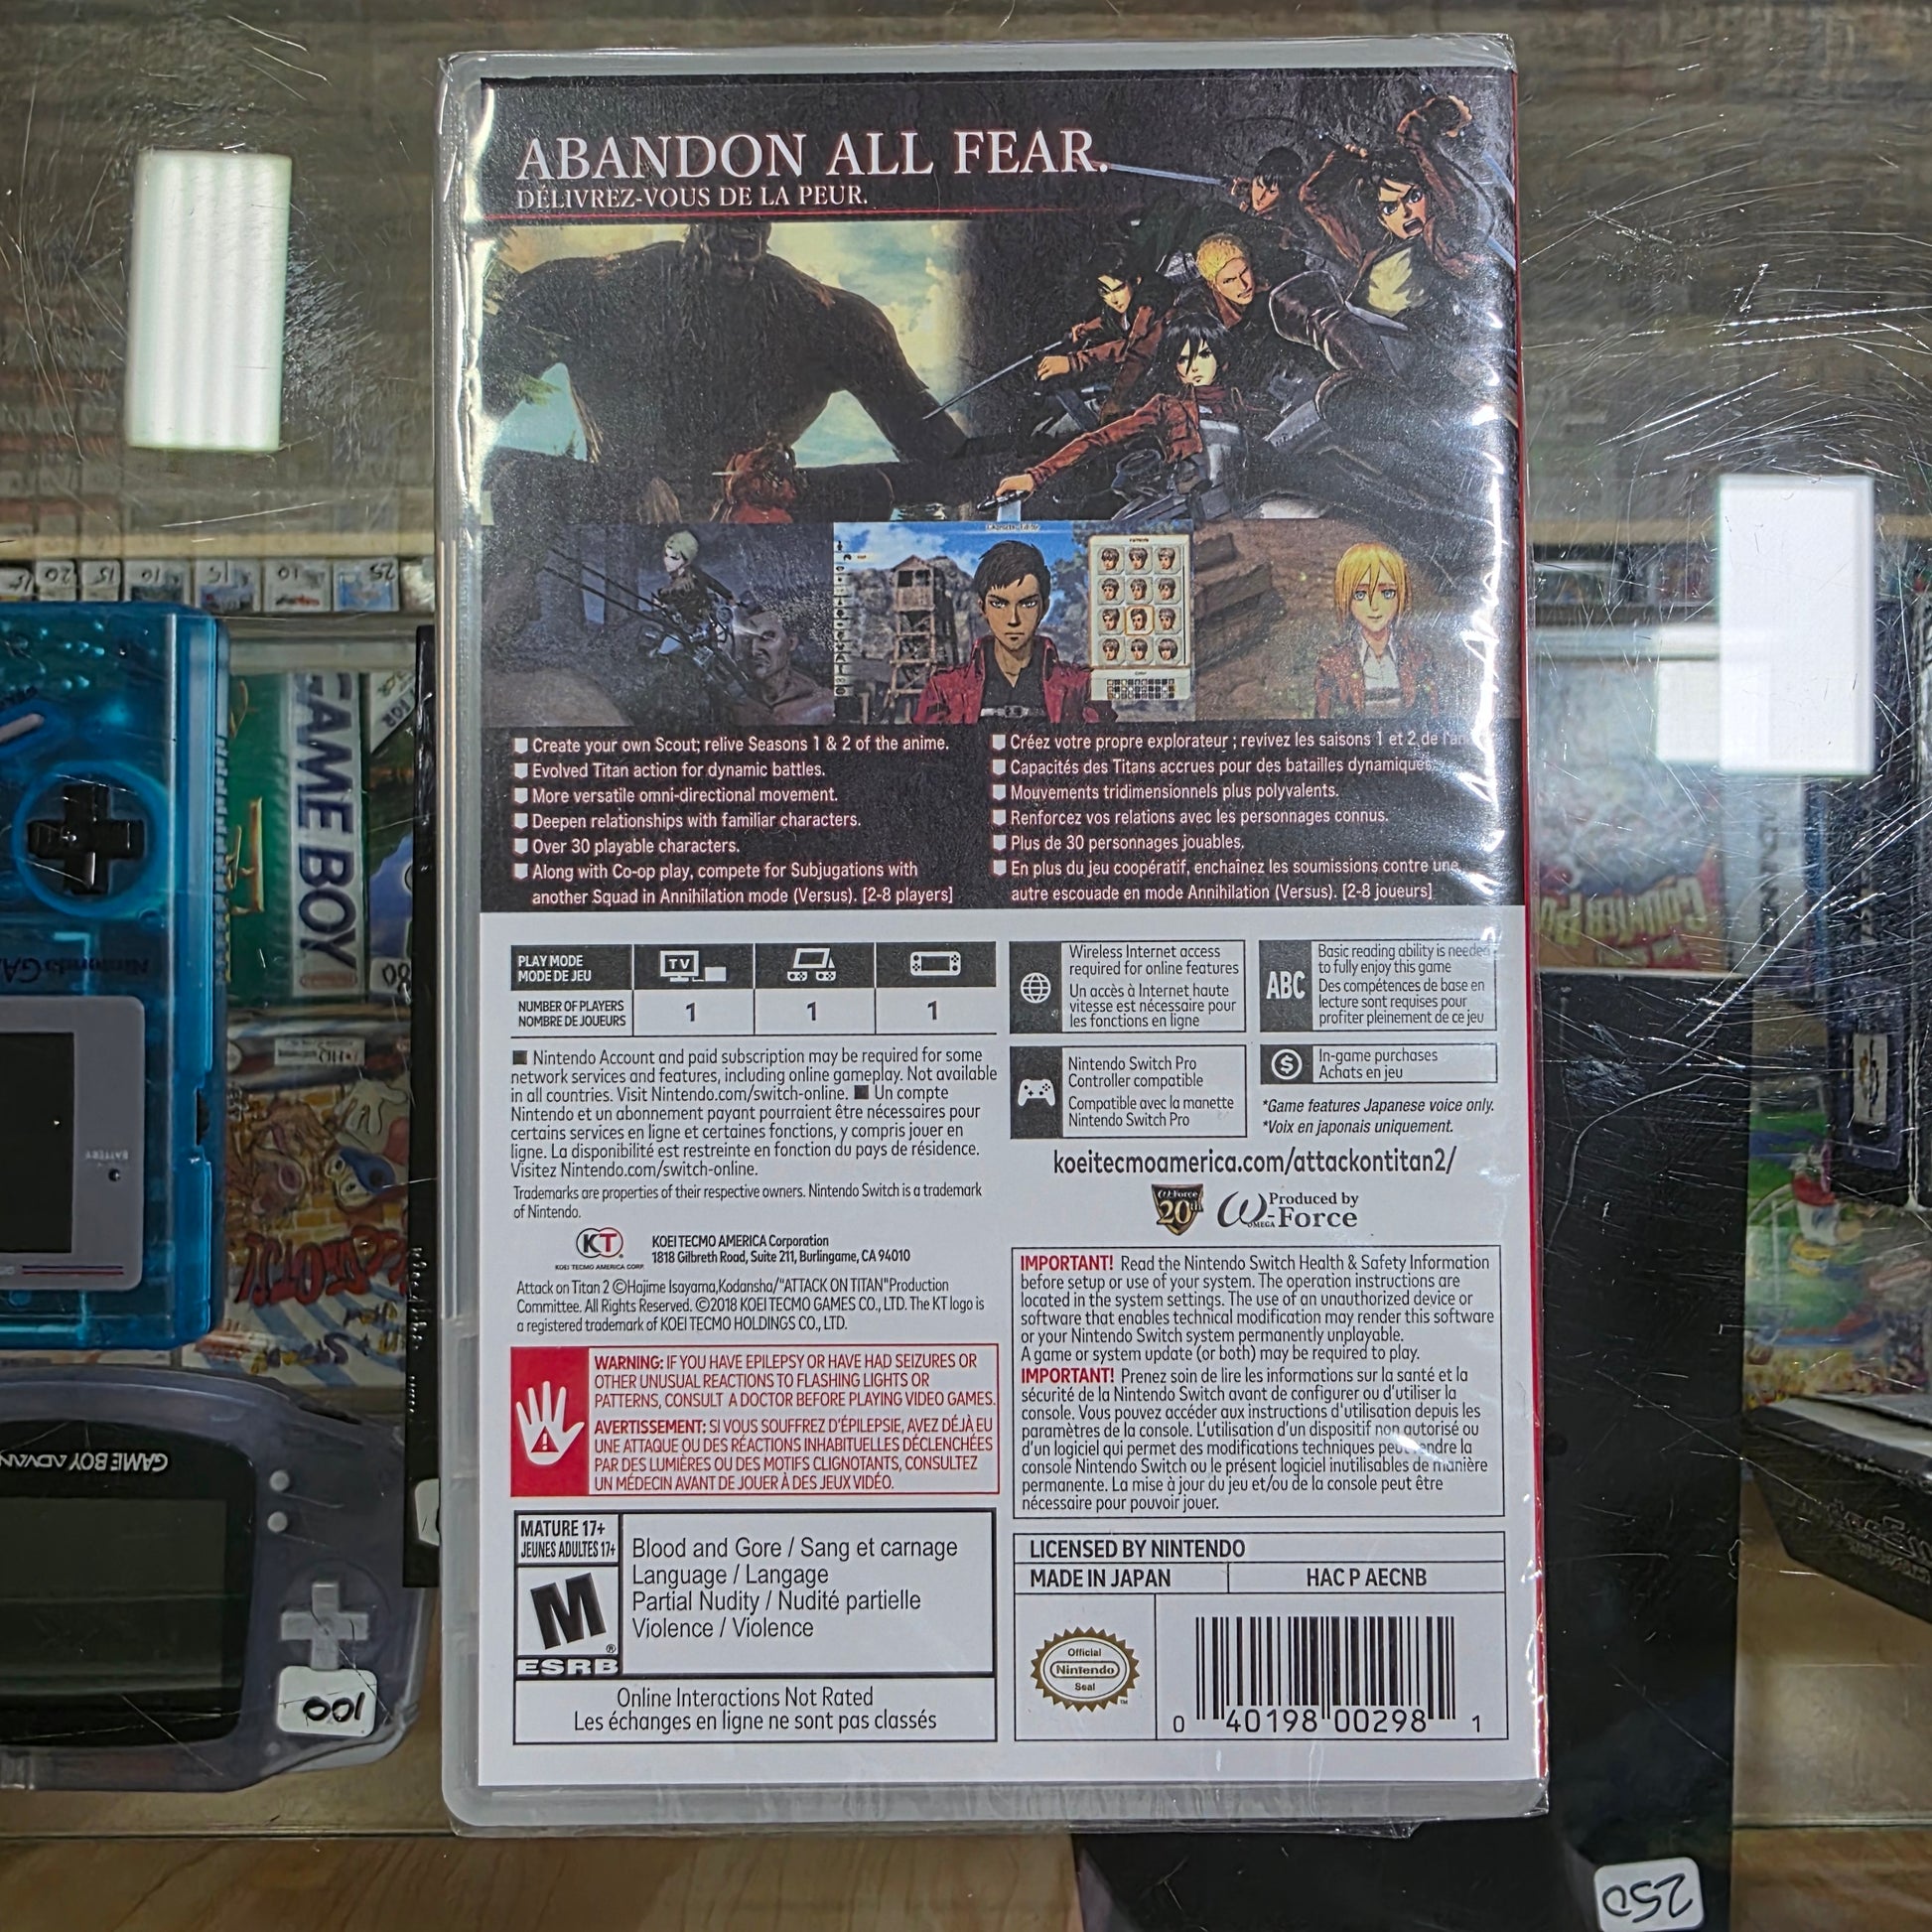 ABANDON ALL FEAR.
DÉLIVREZ-VOUS DE LA PEUR.
Create your own Scout; relive Seasons 1 & 2 of the anime.
Evolved Titan action for dynamic battles.
More versatile omni-directional movement.
Deepen relationships with familiar characters.
Over 30 playable characters.
Along with Co-op play, compete for Subjugations with
another Squad in Annihilation mode (Versus). [2-8 players]
Créez votre propre explorateur ; revivez les saisons 1 et 2 de
Capacités des Titans accrues pour des batailles dynamiques.
Mouvements tridimensionnels plus polyvalents.
Renforcez vos relations avec les personnages connus.
Plus de 30 personnages jouables.
En plus du jeu coopératif, enchaînez les soumissions contre une
autre escouade en mode Annihilation (Versus). [2-8 joueurs]
PLAY MODE
MODE DE JEU
TV
NUMBER OF PLAYERS
NOMBRE DE JOUEURS
1 1 1
Wireless Internet access
required for online features
Un accès à Internet haute
vitesse est nécessaire pour
les fonctions en ligne
ABC
Basic reading ability is needed
to fully enjoy this game
Des compétences de base en
lecture sont requises pour
profiter pleinement de ce jeu
Nintendo Switch Pro
Controller compatible
Compatible avec la manette
Nintendo Switch Pro
$
In-game purchases
Achats en jeu
*Game features Japanese voice only.
*Voix en japonais uniquement.
Nintendo Account and paid subscription may be required for some
network services and features, including online gameplay. Not available
in all countries. Visit Nintendo.com/switch-online. Un compte
Nintendo et un abonnement payant pourraient être nécessaires pour
certains services en ligne et certaines fonctions, y compris jouer en
ligne. La disponibilité est restreinte en fonction du pays de résidence.
Visitez Nintendo.com/switch-online.
Trademarks are properties of their respective owners. Nintendo Switch is a trademark
of Nintendo.
koeitecmoamerica.com/attackontitan2/
ω-Force
20th
Produced by
ω-Force
OMEGA
KT
KOEI TECMO AMERICA CORP.
KOEI TECMO AMERICA Corporation
1818 Gilbreth Road, Suite 211, Burlingame, CA 94010
Attack on Titan 2 ©Hajime Isayama,Kodansha/"ATTACK ON TITAN"Production
Committee. All Rights Reserved. ©2018 KOEI TECMO GAMES CO., LTD. The KT logo is
a registered trademark of KOEI TECMO HOLDINGS CO., LTD.
WARNING: IF YOU HAVE EPILEPSY OR HAVE HAD SEIZURES OR
OTHER UNUSUAL REACTIONS TO FLASHING LIGHTS OR
PATTERNS, CONSULT A DOCTOR BEFORE PLAYING VIDEO GAMES.
AVERTISSEMENT: SI VOUS SOUFFREZ D'ÉPILEPSIE, AVEZ DÉJÀ EU
UNE ATTAQUE OU DES RÉACTIONS INHABITUELLES DÉCLENCHÉES
PAR DES LUMIÈRES OU DES MOTIFS CLIGNOTANTS, CONSULTEZ
UN MÉDECIN AVANT DE JOUER À DES JEUX VIDÉO.
IMPORTANT! Read the Nintendo Switch Health & Safety Information
before setup or use of your system. The operation instructions are
located in the system settings. The use of an unauthorized device or
software that enables technical modification may render this software
or your Nintendo Switch system permanently unplayable.
A game or system update (or both) may be required to play.
IMPORTANT! Prenez soin de lire les informations sur la santé et la
sécurité de la Nintendo Switch avant de configurer ou d'utiliser la
console. Vous pouvez accéder aux instructions d'utilisation depuis les
paramètres de la console. L'utilisation d'un dispositif non autorisé ou
d'un logiciel qui permet des modifications techniques peut rendre la
console Nintendo Switch ou le présent logiciel inutilisables de manière
permanente. La mise à jour du jeu et/ou de la console peut être
nécessaire pour pouvoir jouer.
MATURE 17+
JEUNES ADULTES 17+
M
®
ESRB
Blood and Gore / Sang et carnage
Language / Langage
Partial Nudity / Nudité partielle
Violence / Violence
Online Interactions Not Rated
Les échanges en ligne ne sont pas classés
LICENSED BY NINTENDO
MADE IN JAPAN HAC P AECNB
Official
Nintendo
Seal
TM
0 40198 00298 1
GAME BOY
BATTERY
GAME BOY ADVAN
100
250
25
10
15
10
15
20